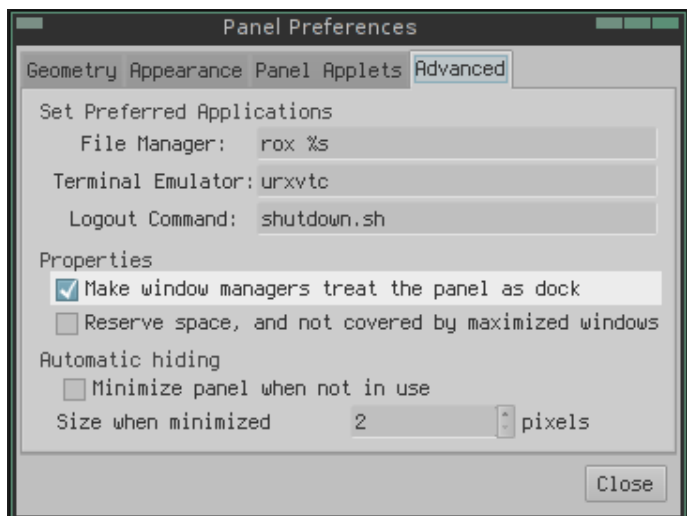 Panel Preferences
Geometry Appearance Panel Applets Advanced
Set Preferred Applications
File Manager: rox %s
Terminal Emulator: urxvtc
Logout Command: shutdown.sh
Properties
Make window managers treat the panel as dock
Reserve space, and not covered by maximized windows
Automatic hiding
Minimize panel when not in use
Size when minimized 2 pixels
Close